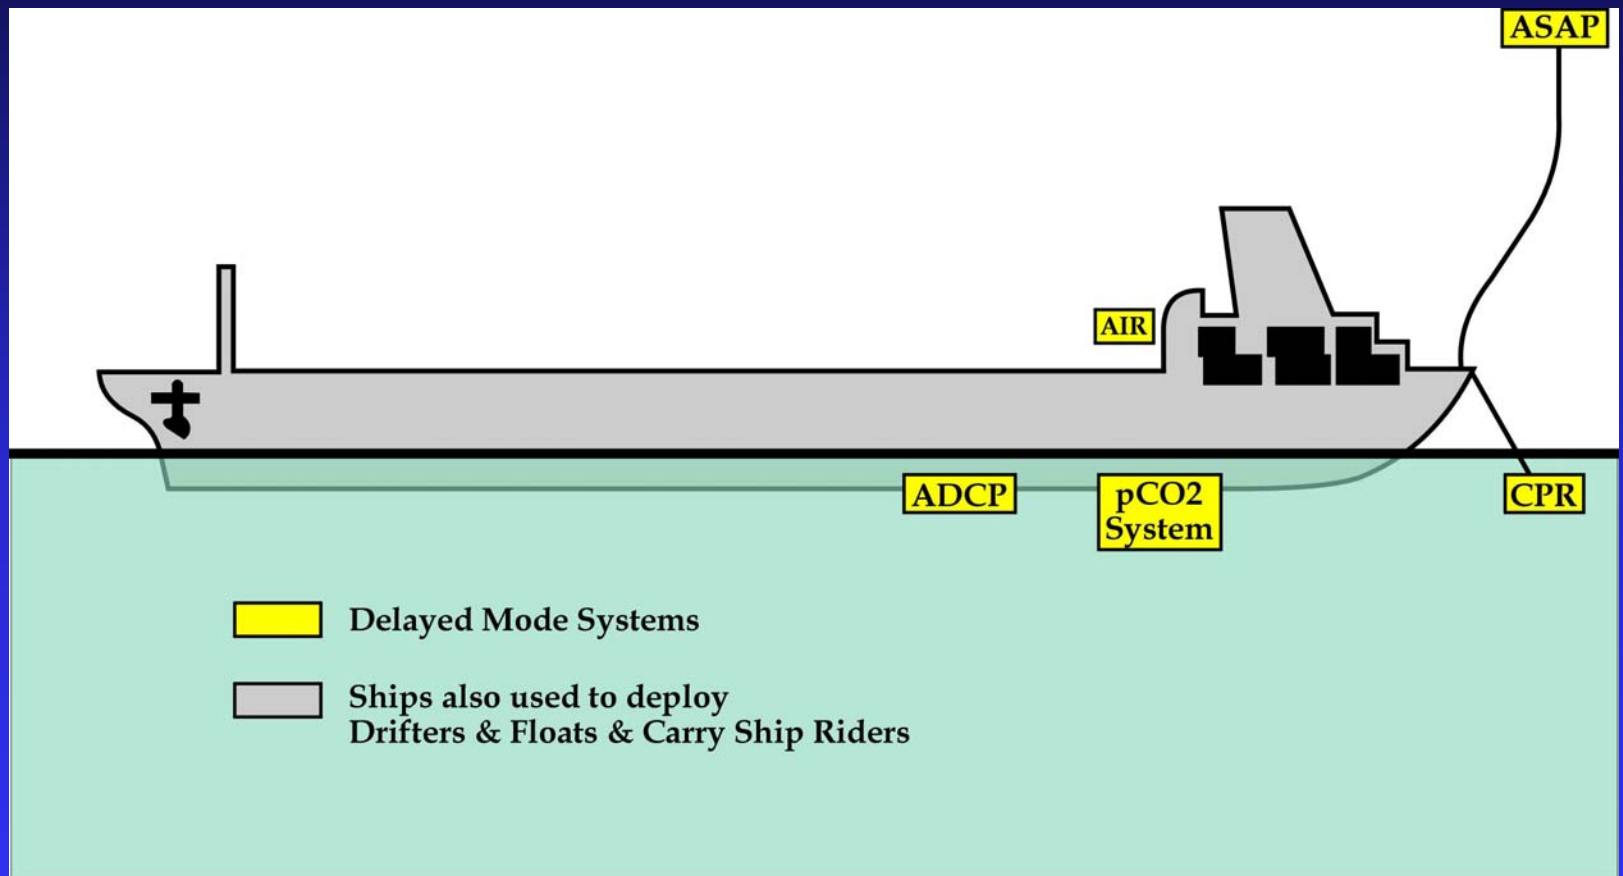 ASAP
AIR
ADCP
pCO2
System
CPR
Delayed Mode Systems
Ships also used to deploy
Drifters & Floats & Carry Ship Riders